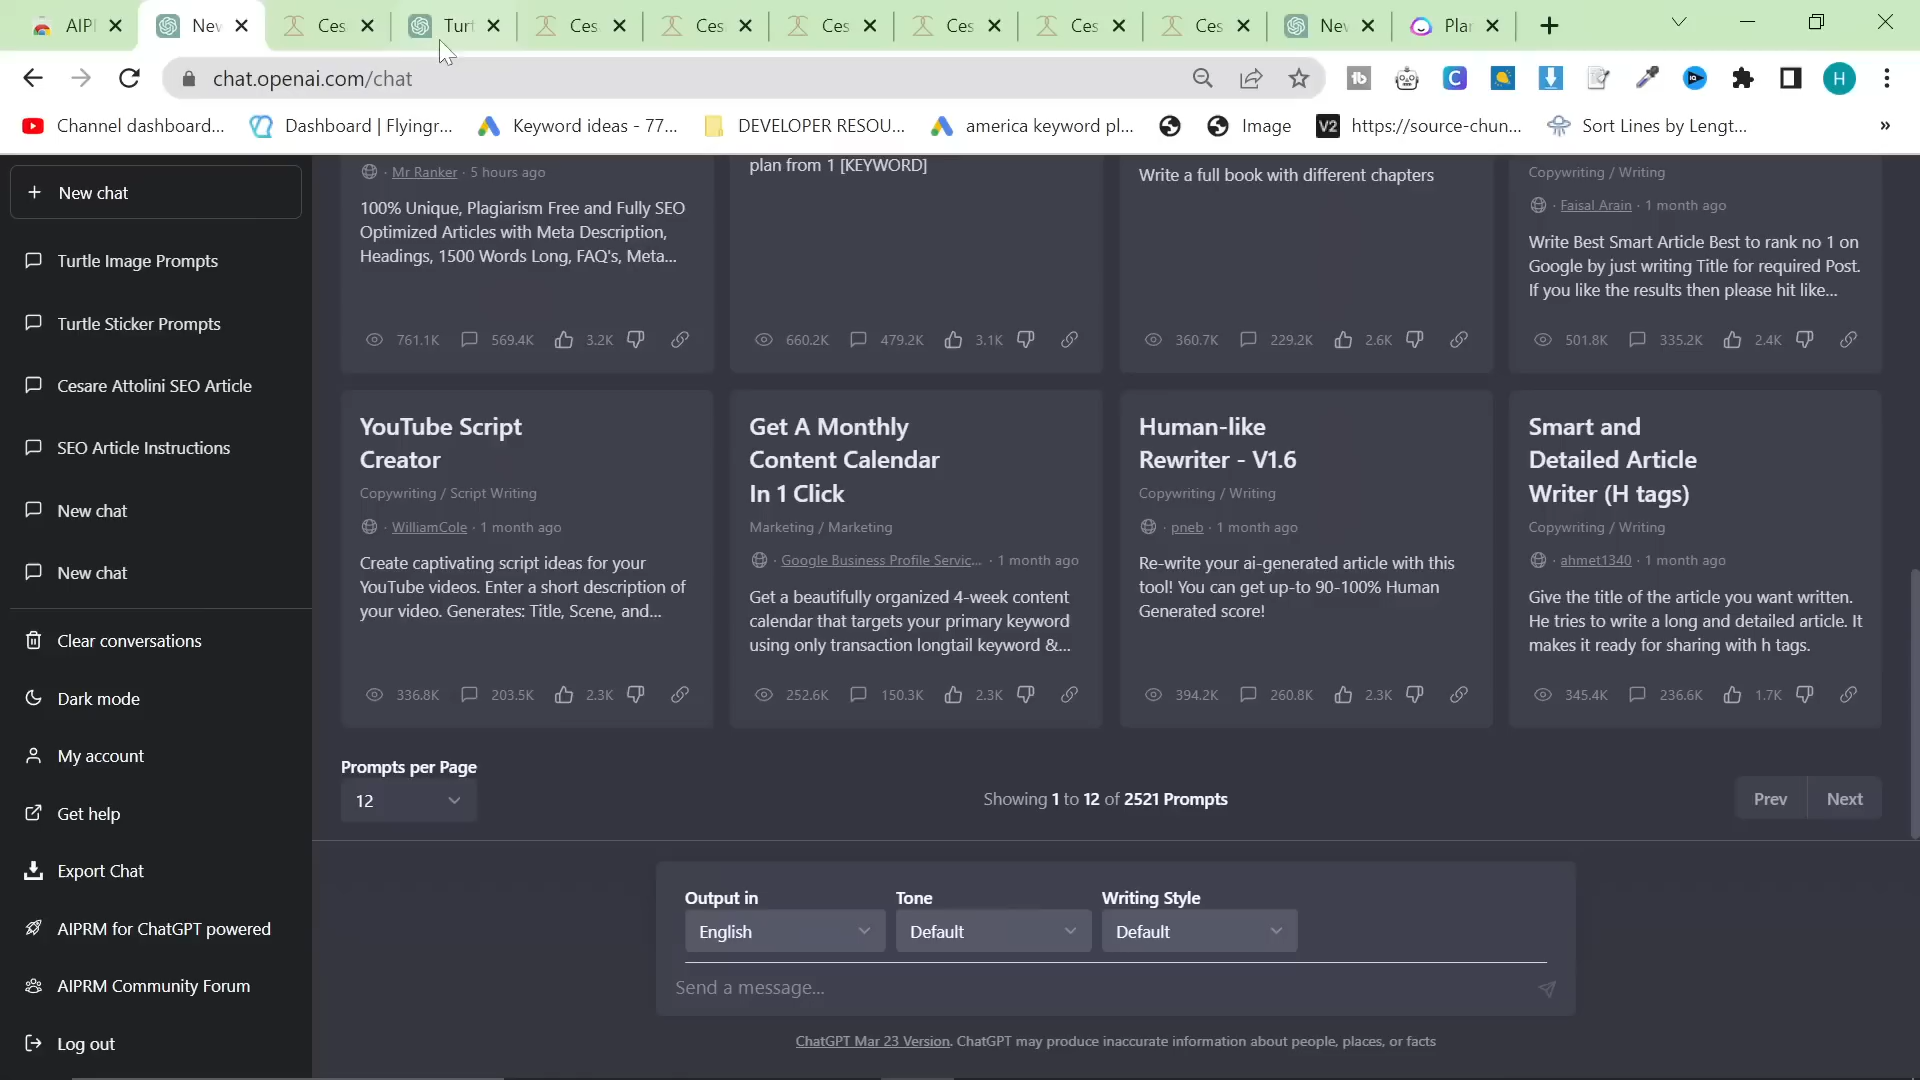 AIPI
Nev
Ces
Turt
Ces
Ces
Ces
Ces
Ces
Ces
Nev
Plar
chat.openai.com/chat
H
Channel dashboard...
Dashboard | Flyingr...
Keyword ideas - 77...
DEVELOPER RESOU...
america keyword pl...
Image
V2
https://source-chun...
Sort Lines by Lengt...
»
New chat
Turtle Image Prompts
Turtle Sticker Prompts
Cesare Attolini SEO Article
SEO Article Instructions
New chat
New chat
Clear conversations
Dark mode
My account
Get help
Export Chat
AIPRM for ChatGPT powered
AIPRM Community Forum
Log out
· Mr Ranker · 5 hours ago
100% Unique, Plagiarism Free and Fully SEO
Optimized Articles with Meta Description,
Headings, 1500 Words Long, FAQ's, Meta...
761.1K 569.4K 3.2K
plan from 1 [KEYWORD]
660.2K 479.2K 3.1K
Write a full book with different chapters
360.7K 229.2K 2.6K
Copywriting / Writing
· Faisal Arain · 1 month ago
Write Best Smart Article Best to rank no 1 on
Google by just writing Title for required Post.
If you like the results then please hit like...
501.8K 335.2K 2.4K
YouTube Script
Creator
Copywriting / Script Writing
· WilliamCole · 1 month ago
Create captivating script ideas for your
YouTube videos. Enter a short description of
your video. Generates: Title, Scene, and...
336.8K 203.5K 2.3K
Get A Monthly
Content Calendar
In 1 Click
Marketing / Marketing
· Google Business Profile Servic... · 1 month ago
Get a beautifully organized 4-week content
calendar that targets your primary keyword
using only transaction longtail keyword &...
252.6K 150.3K 2.3K
Human-like
Rewriter - V1.6
Copywriting / Writing
· pneb · 1 month ago
Re-write your ai-generated article with this
tool! You can get up-to 90-100% Human
Generated score!
394.2K 260.8K 2.3K
Smart and
Detailed Article
Writer (H tags)
Copywriting / Writing
· ahmet1340 · 1 month ago
Give the title of the article you want written.
He tries to write a long and detailed article. It
makes it ready for sharing with h tags.
345.4K 236.6K 1.7K
Prompts per Page
12
Showing 1 to 12 of 2521 Prompts
Prev Next
Output in Tone Writing Style
English Default Default
Send a message...
ChatGPT Mar 23 Version. ChatGPT may produce inaccurate information about people, places, or facts